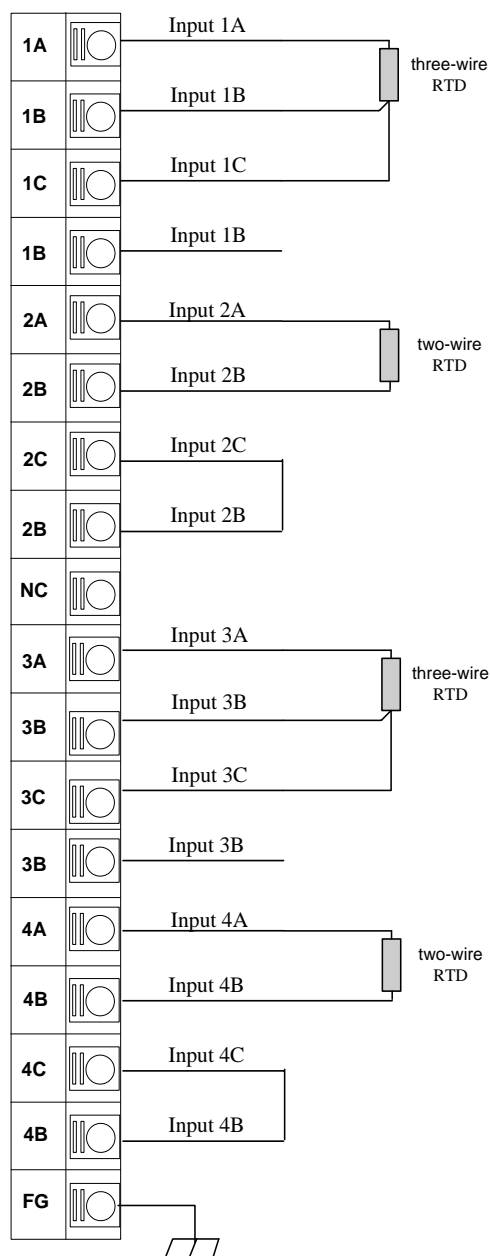 1A
Input 1A
three-wire
RTD
1B
Input 1B
1C
Input 1C
1B
Input 1B
2A
Input 2A
two-wire
RTD
2B
Input 2B
2C
Input 2C
2B
Input 2B
NC
3A
Input 3A
three-wire
RTD
3B
Input 3B
3C
Input 3C
3B
Input 3B
4A
Input 4A
two-wire
RTD
4B
Input 4B
4C
Input 4C
4B
Input 4B
FG